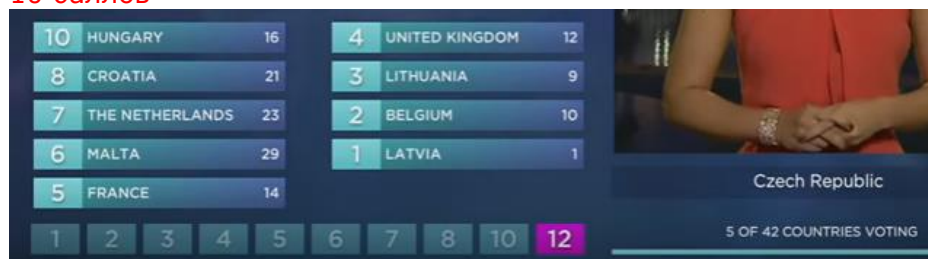 10 баллов
10 HUNGARY 16
8 CROATIA 21
7 THE NETHERLANDS 23
6 MALTA 29
5 FRANCE 14
4 UNITED KINGDOM 12
3 LITHUANIA 9
2 BELGIUM 10
1 LATVIA 1
1 2 3 4 5 6 7 8 10 12
Czech Republic
5 OF 42 COUNTRIES VOTING